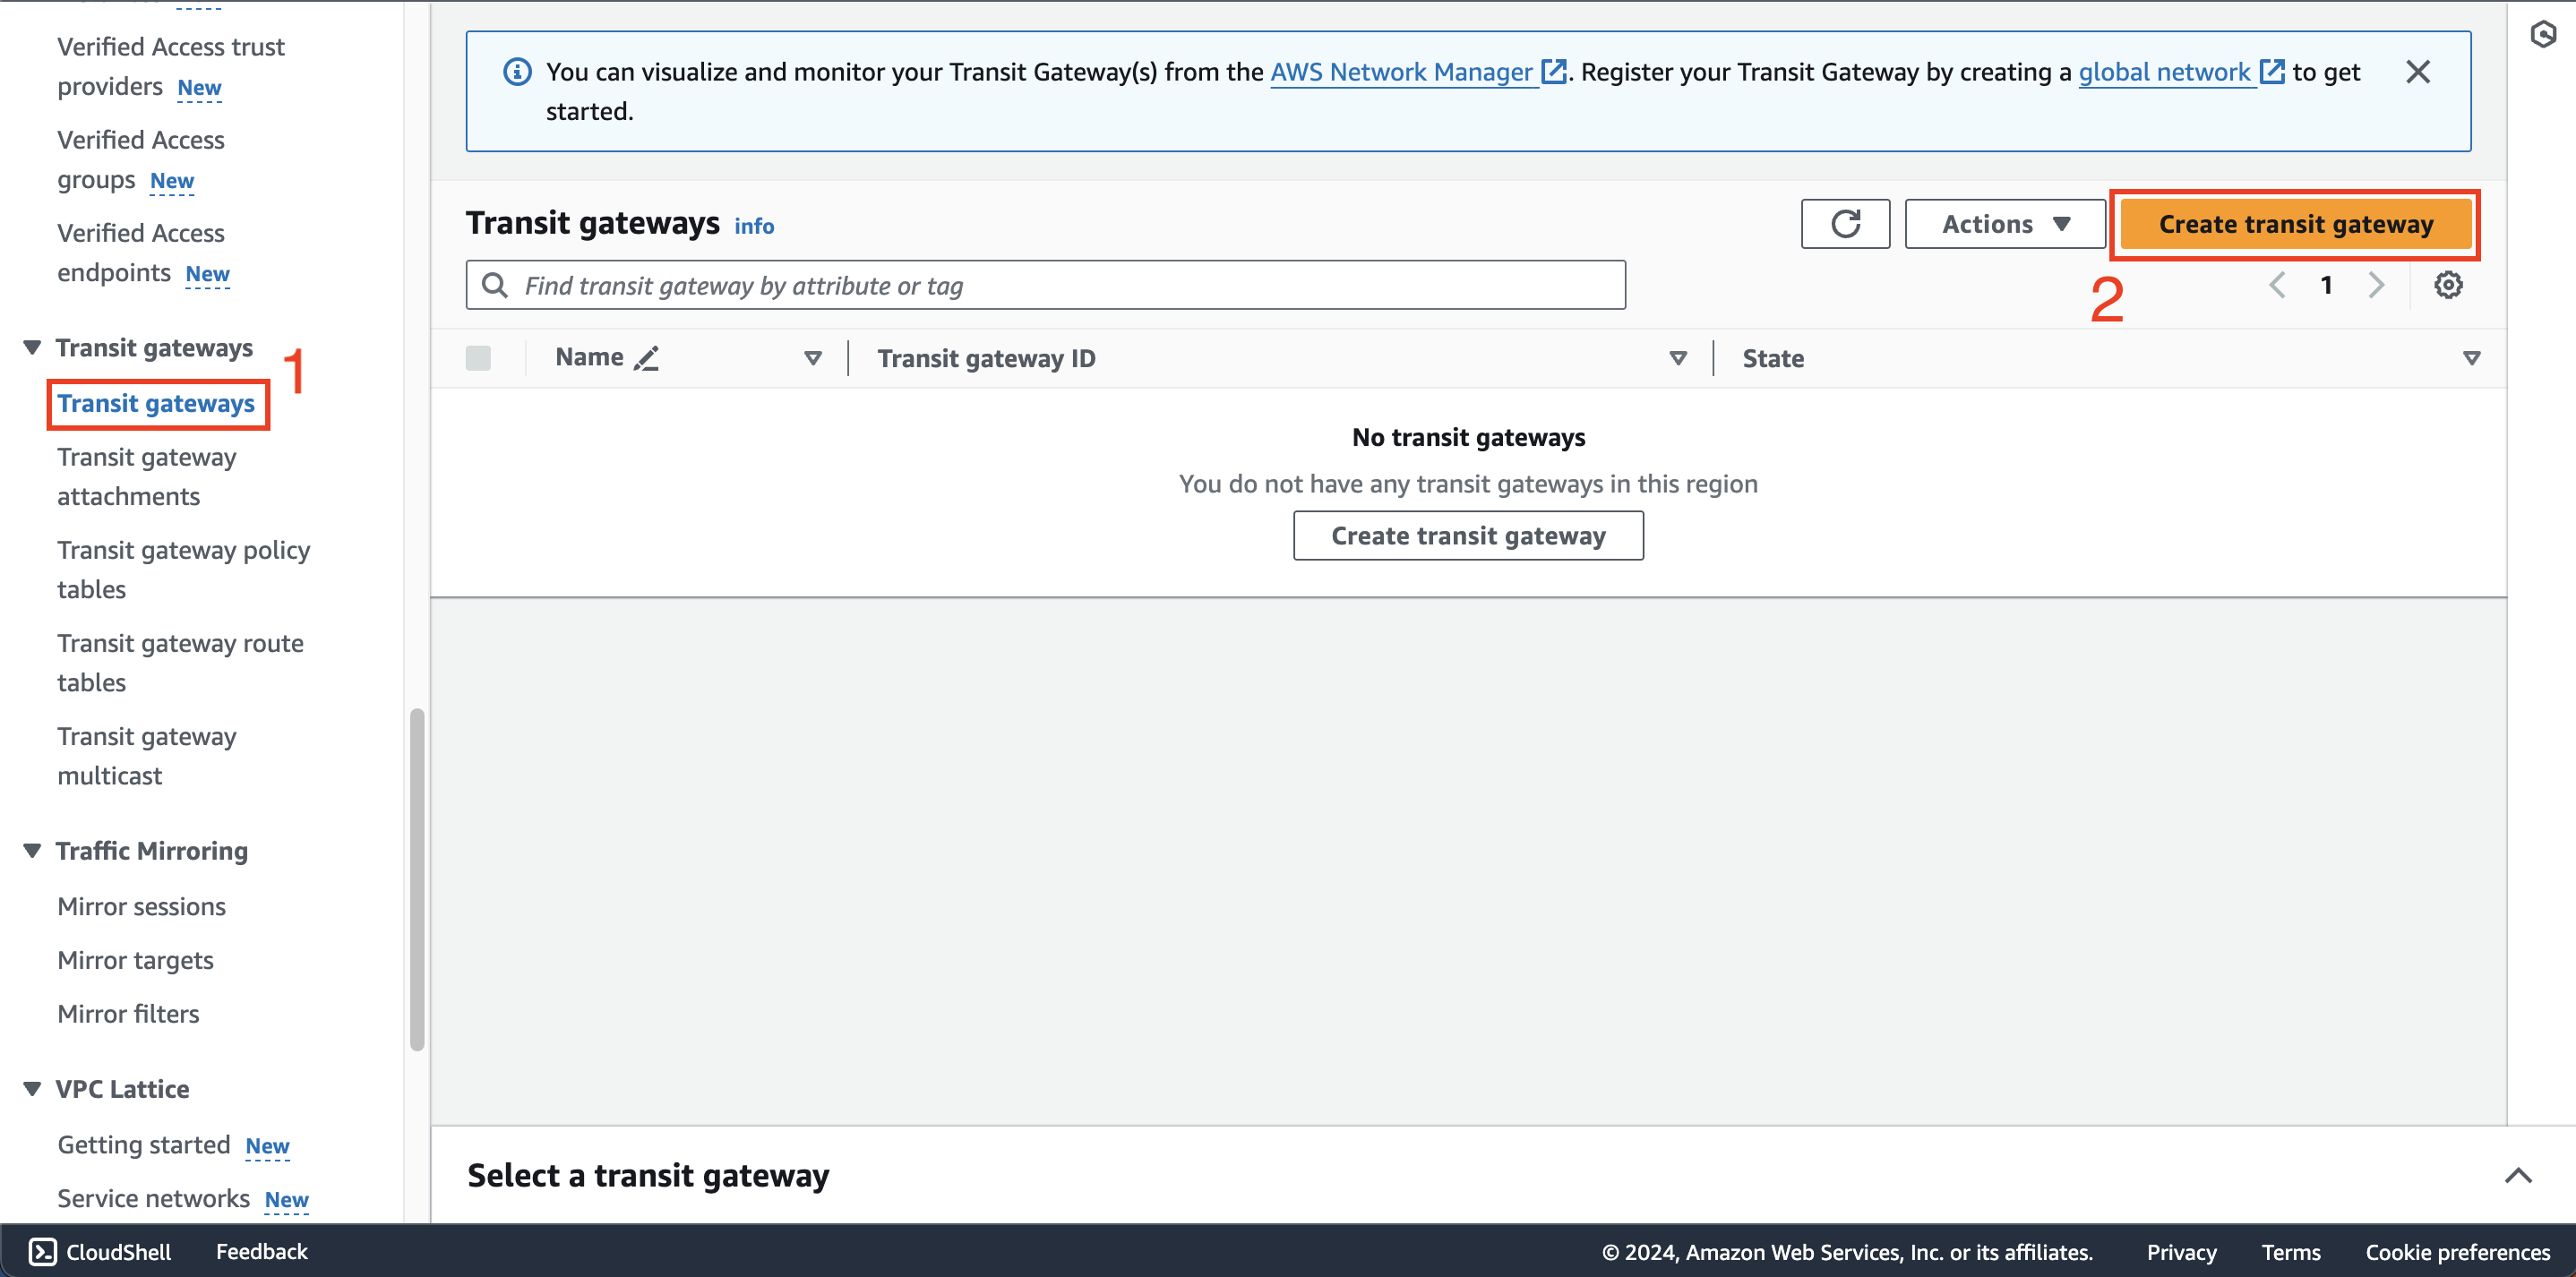 Verified Access trust
providers New
Verified Access
groups New
Verified Access
endpoints New
Transit gateways
1
Transit gateways
Transit gateway
attachments
Transit gateway policy
tables
Transit gateway route
tables
Transit gateway
multicast
Traffic Mirroring
Mirror sessions
Mirror targets
Mirror filters
VPC Lattice
Getting started New
Service networks New
You can visualize and monitor your Transit Gateway(s) from the AWS Network Manager . Register your Transit Gateway by creating a global network to get
started.
Transit gateways info
Actions
Create transit gateway
Find transit gateway by attribute or tag
2
1
Name
Transit gateway ID
State
No transit gateways
You do not have any transit gateways in this region
Create transit gateway
Select a transit gateway
CloudShell Feedback © 2024, Amazon Web Services, Inc. or its affiliates. Privacy Terms Cookie preferences